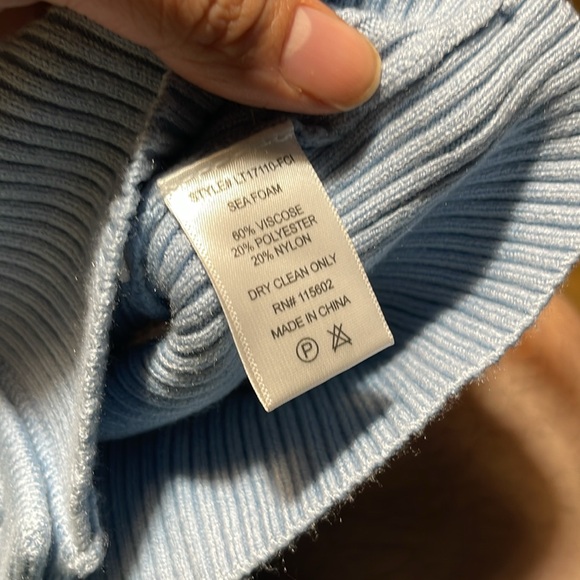 STYLE# LT17110-FCI
SEA FOAM
60% VISCOSE
20% POLYESTER
20% NYLON
DRY CLEAN ONLY
RN# 115602
MADE IN CHINA
P